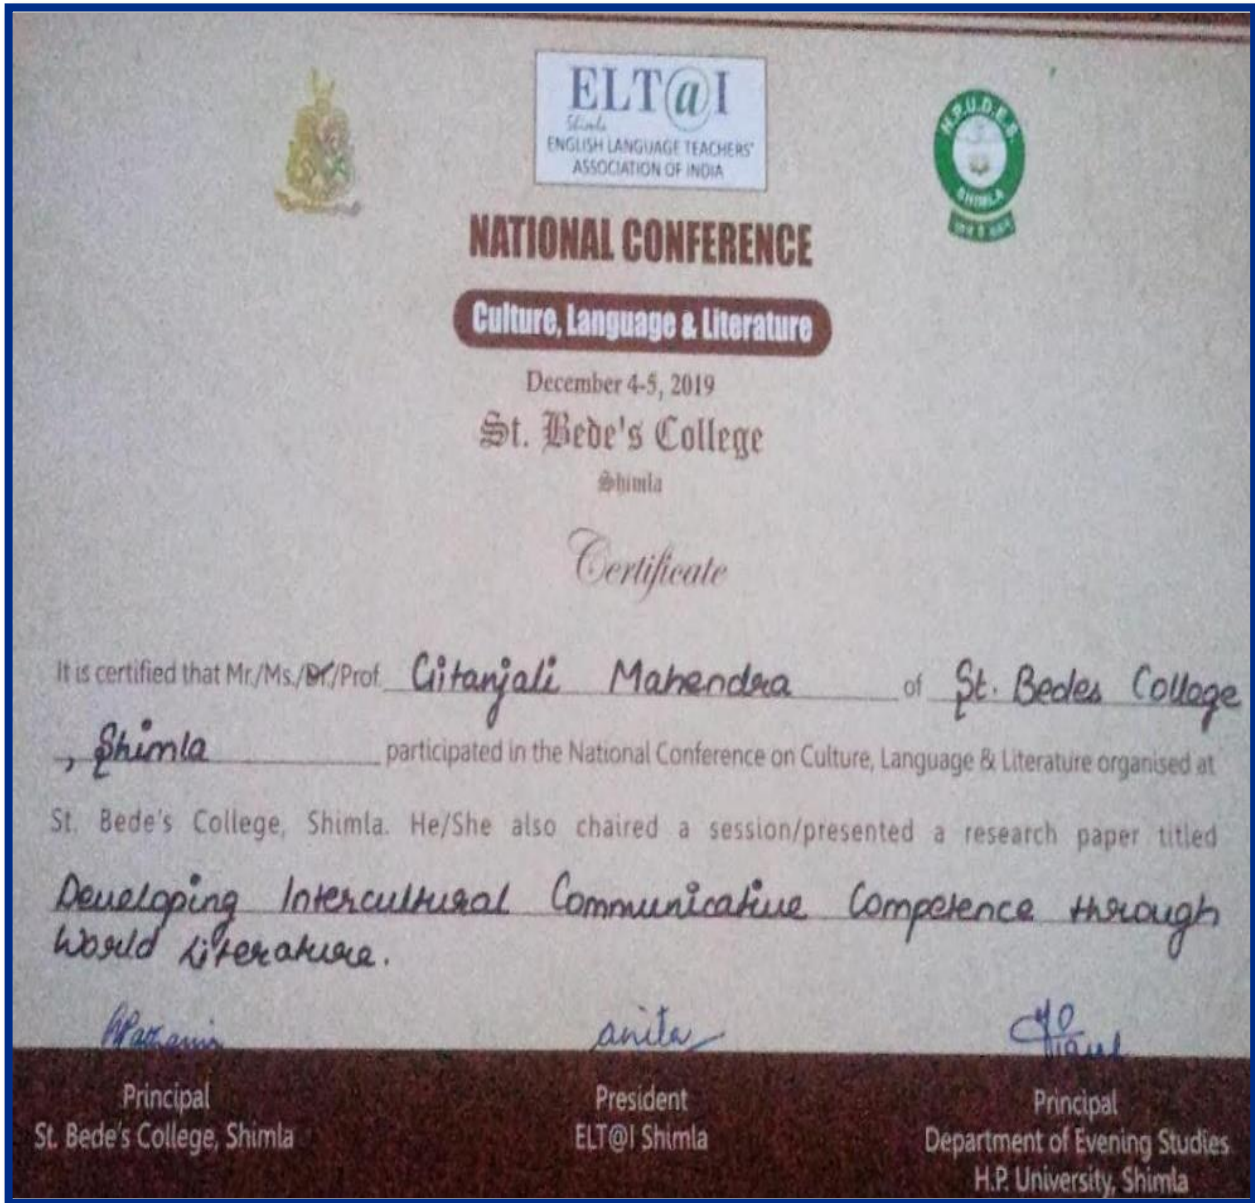 ELT@I
Shimla
ENGLISH LANGUAGE TEACHERS'
ASSOCIATION OF INDIA
H.P.U.D.E.S
SHIMLA
NATIONAL CONFERENCE
Culture, Language & Literature
December 4-5, 2019
St. Bede's College
Shimla
Certificate
It is certified that Mr./Ms./Dr./Prof. Gitanjali Mahendra of St. Bedes College
, Shimla participated in the National Conference on Culture, Language & Literature organised at
St. Bede's College, Shimla. He/She also chaired a session/presented a research paper titled
Developing Intercultural Communicative Competence through
World Literature.
anita
Principal
St. Bede's College, Shimla
President
ELT@I Shimla
Principal
Department of Evening Studies
H.P. University, Shimla